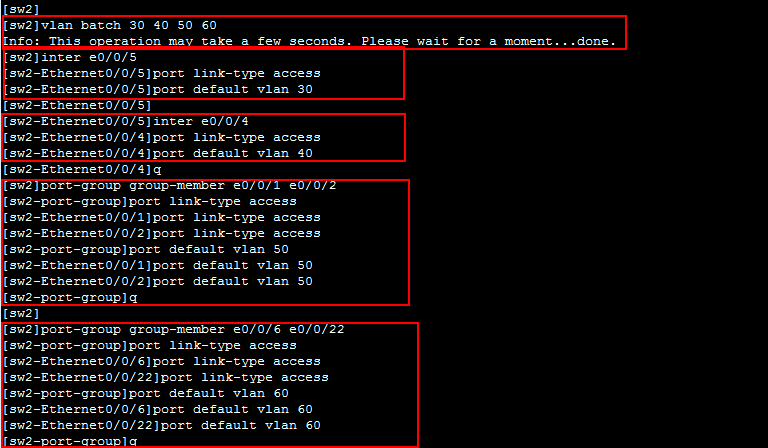 [sw2]
[sw2]vlan batch 30 40 50 60
Info: This operation may take a few seconds. Please wait for a moment...done.
[sw2]inter e0/0/5
[sw2-Ethernet0/0/5]port link-type access
[sw2-Ethernet0/0/5]port default vlan 30
[sw2-Ethernet0/0/5]
[sw2-Ethernet0/0/5]inter e0/0/4
[sw2-Ethernet0/0/4]port link-type access
[sw2-Ethernet0/0/4]port default vlan 40
[sw2-Ethernet0/0/4]q
[sw2]port-group group-member e0/0/1 e0/0/2
[sw2-port-group]port link-type access
[sw2-Ethernet0/0/1]port link-type access
[sw2-Ethernet0/0/2]port link-type access
[sw2-port-group]port default vlan 50
[sw2-Ethernet0/0/1]port default vlan 50
[sw2-Ethernet0/0/2]port default vlan 50
[sw2-port-group]q
[sw2]
[sw2]port-group group-member e0/0/6 e0/0/22
[sw2-port-group]port link-type access
[sw2-Ethernet0/0/6]port link-type access
[sw2-Ethernet0/0/22]port link-type access
[sw2-port-group]port default vlan 60
[sw2-Ethernet0/0/6]port default vlan 60
[sw2-Ethernet0/0/22]port default vlan 60
[sw2-port-group]q